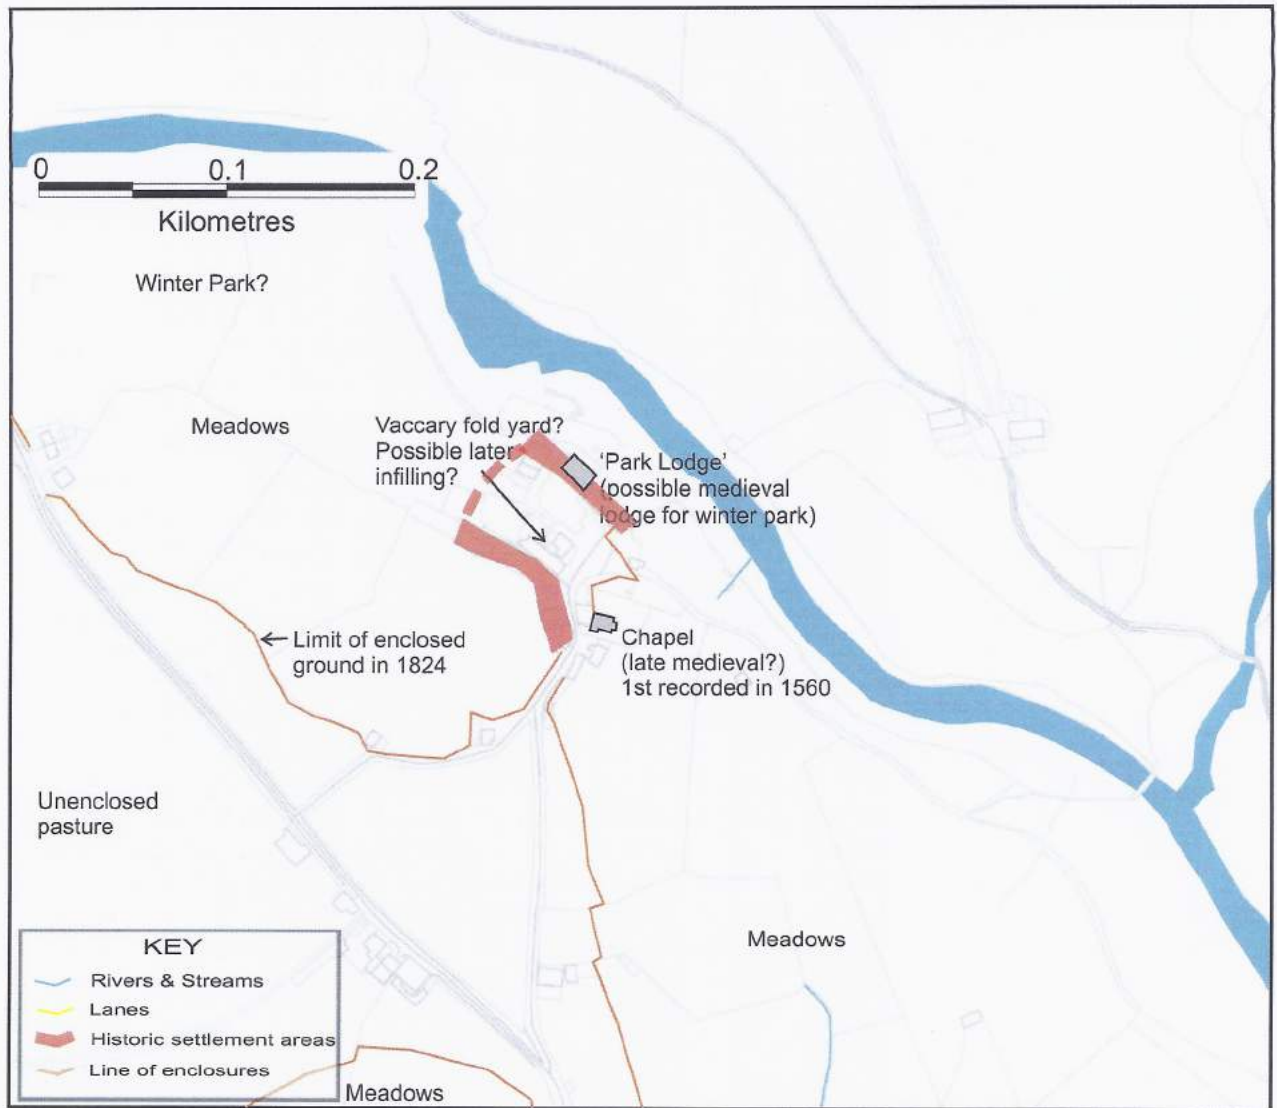 0 0.1 0.2
Kilometres
Winter Park?
Meadows
Vaccary fold yard?
Possible later
infilling?
‘Park Lodge’
(possible medieval
lodge for winter park)
Limit of enclosed
ground in 1824
Chapel
(late medieval?)
1st recorded in 1560
Unenclosed
pasture
Meadows
KEY
Rivers & Streams
Lanes
Historic settlement areas
Line of enclosures
Meadows